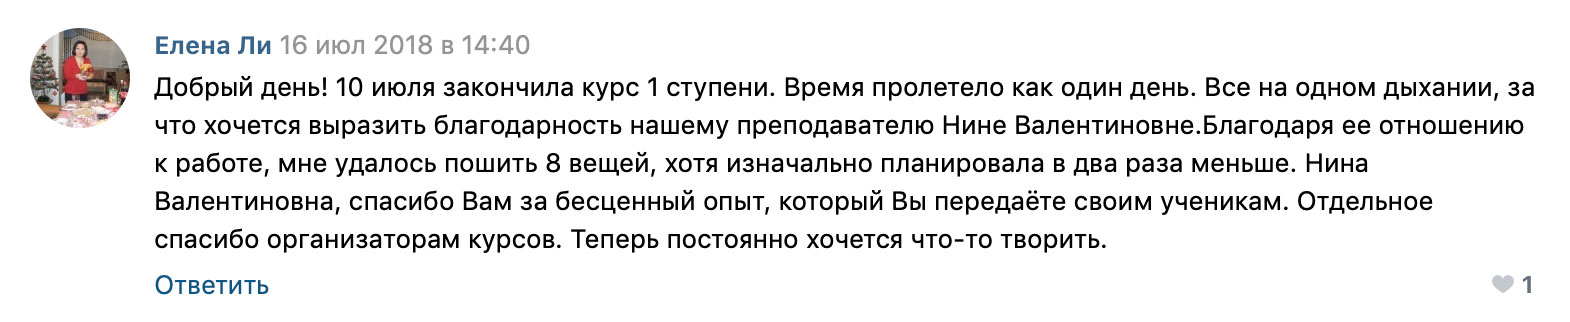 Елена Ли 16 июл 2018 в 14:40
Добрый день! 10 июля закончила курс 1 ступени. Время пролетело как один день. Все на одном дыхании, за
что хочется выразить благодарность нашему преподавателю Нине Валентиновне.Благодаря ее отношению
к работе, мне удалось пошить 8 вещей, хотя изначально планировала в два раза меньше. Нина
Валентиновна, спасибо Вам за бесценный опыт, который Вы передаёте своим ученикам. Отдельное
спасибо организаторам курсов. Теперь постоянно хочется что-то творить.
Ответить 1